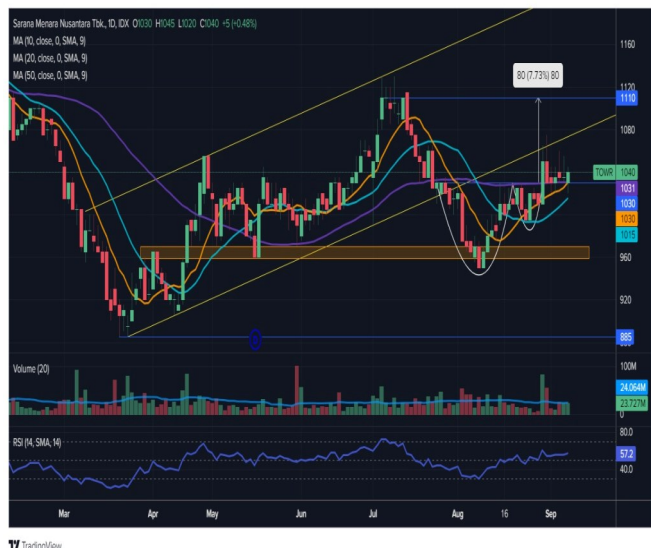 Sarana Menara Nusantara Tbk., 1D, IDX O1030 H1045 L1020 C1040 +5 (+0.48%)
MA (10, close, 0, SMA, 9)
MA (20, close, 0, SMA, 9)
MA (50, close, 0, SMA, 9)
80 (7.73%) 80
1160
1120
1110
1080
TOWR 1040
1031
1030
1030
1015
960
920
885
Volume (20)
100M
24.064M
23.727M
0
RSI (14, SMA, 14)
80.0
57.2
40.0
Mar Apr May Jun Jul Aug 16 Sep
TradingView